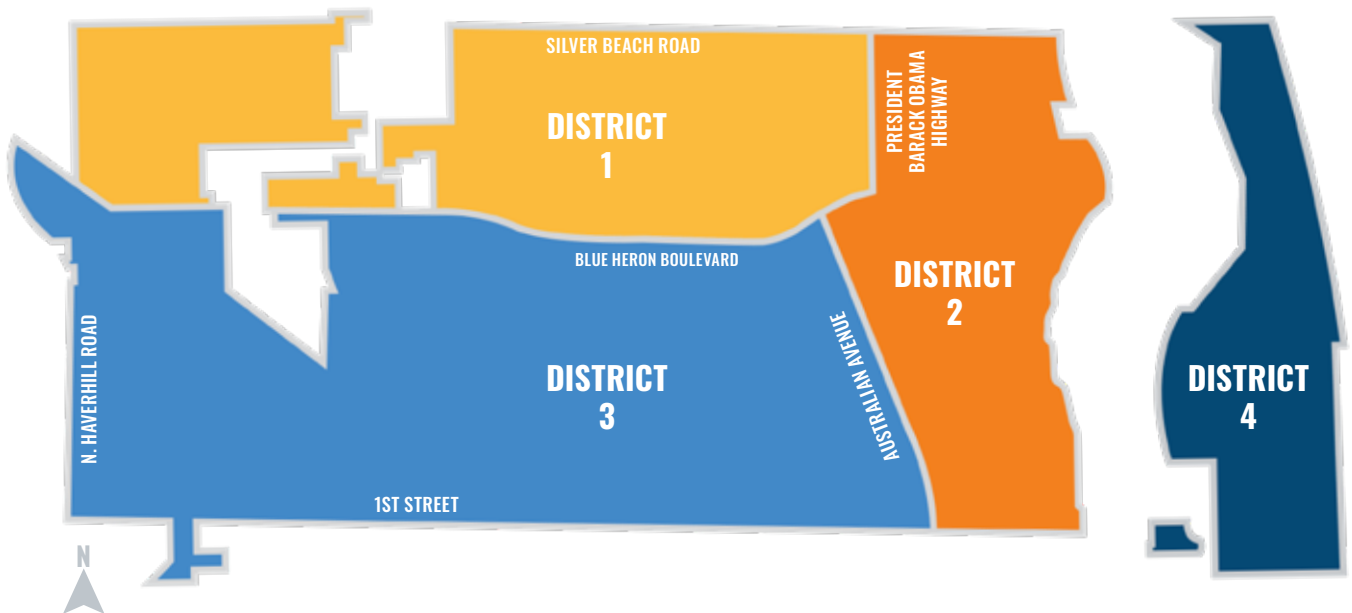 SILVER BEACH ROAD
DISTRICT
1
PRESIDENT
BARACK OBAMA
HIGHWAY
BLUE HERON BOULEVARD
DISTRICT
2
N. HAVERHILL ROAD
DISTRICT
3
AUSTRALIAN AVENUE
DISTRICT
4
1ST STREET
N